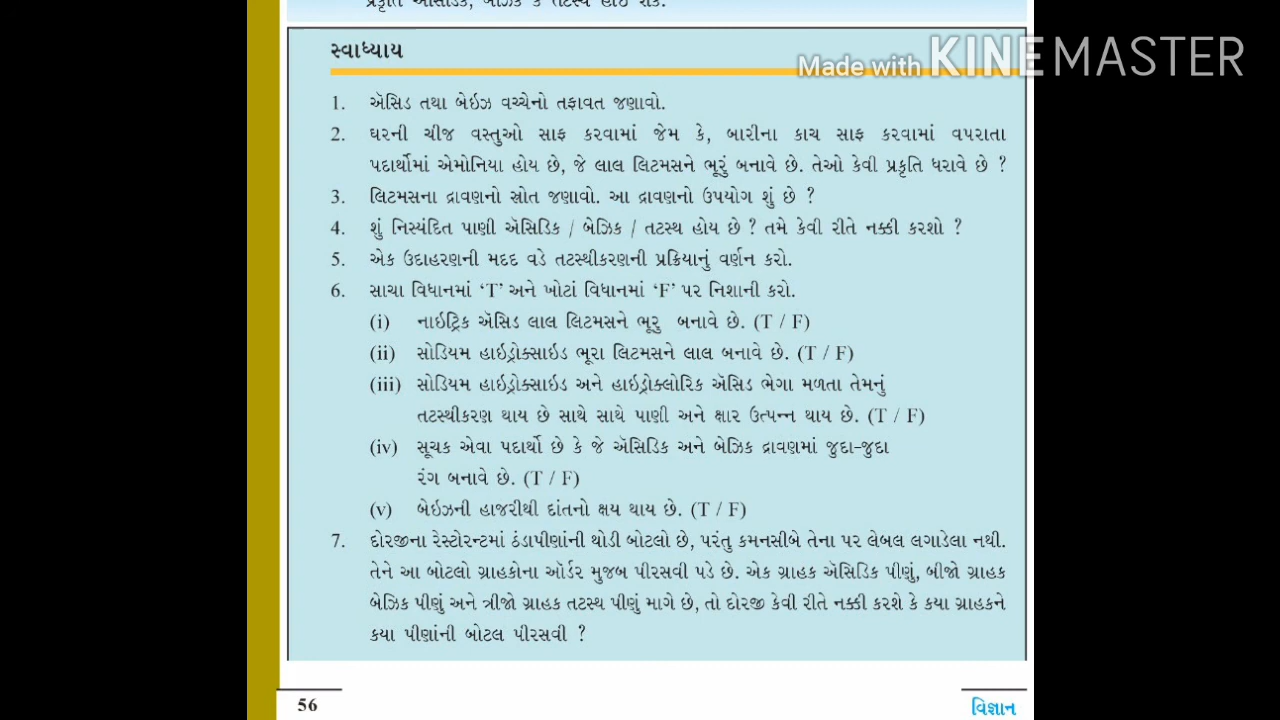 પ્રકૃતિ ઍસિડિક, બેઝિક કે તટસ્થ હોઈ શકે.
સ્વાધ્યાય
Made with KINEMASTER
1. ઍસિડ તથા બેઇઝ વચ્ચેનો તફાવત જણાવો.
2. ઘરની ચીજ વસ્તુઓ સાફ કરવામાં જેમ કે, બારીના કાચ સાફ કરવામાં વપરાતા
પદાર્થોમાં એમોનિયા હોય છે, જે લાલ લિટમસને ભૂરું બનાવે છે. તેઓ કેવી પ્રકૃતિ ધરાવે છે ?
3. લિટમસના દ્રાવણનો સ્રોત જણાવો. આ દ્રાવણનો ઉપયોગ શું છે ?
4. શું નિસ્યંદિત પાણી ઍસિડિક / બેઝિક / તટસ્થ હોય છે ? તમે કેવી રીતે નક્કી કરશો ?
5. એક ઉદાહરણની મદદ વડે તટસ્થીકરણની પ્રક્રિયાનું વર્ણન કરો.
6. સાચા વિધાનમાં ‘T’ અને ખોટાં વિધાનમાં ‘F’ પર નિશાની કરો.
(i) નાઇટ્રિક ઍસિડ લાલ લિટમસને ભૂરુ બનાવે છે. (T / F)
(ii) સોડિયમ હાઇડ્રોક્સાઇડ ભૂરા લિટમસને લાલ બનાવે છે. (T / F)
(iii) સોડિયમ હાઇડ્રોક્સાઇડ અને હાઇડ્રોક્લોરિક ઍસિડ ભેગા મળતા તેમનું
તટસ્થીકરણ થાય છે સાથે સાથે પાણી અને ક્ષાર ઉત્પન્ન થાય છે. (T / F)
(iv) સૂચક એવા પદાર્થો છે કે જે ઍસિડિક અને બેઝિક દ્રાવણમાં જુદા-જુદા
રંગ બનાવે છે. (T / F)
(v) બેઇઝની હાજરીથી દાંતનો ક્ષય થાય છે. (T / F)
7. દોરજીના રેસ્ટોરન્ટમાં ઠંડાપીણાંની થોડી બોટલો છે, પરંતુ કમનસીબે તેના પર લેબલ લગાડેલા નથી.
તેને આ બોટલો ગ્રાહકોના ઑર્ડર મુજબ પીરસવી પડે છે. એક ગ્રાહક ઍસિડિક પીણું, બીજો ગ્રાહક
બેઝિક પીણું અને ત્રીજો ગ્રાહક તટસ્થ પીણું માગે છે, તો દોરજી કેવી રીતે નક્કી કરશે કે કયા ગ્રાહકને
કયા પીણાંની બોટલ પીરસવી ?
56
વિજ્ઞાન